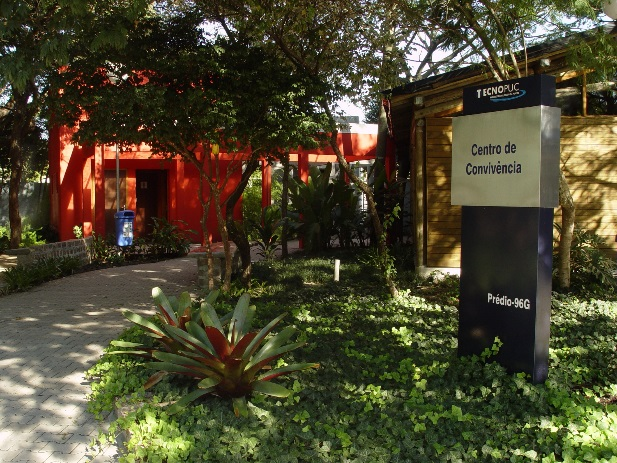 TECNOPUC
Centro de
Convivência
Prédio-96G